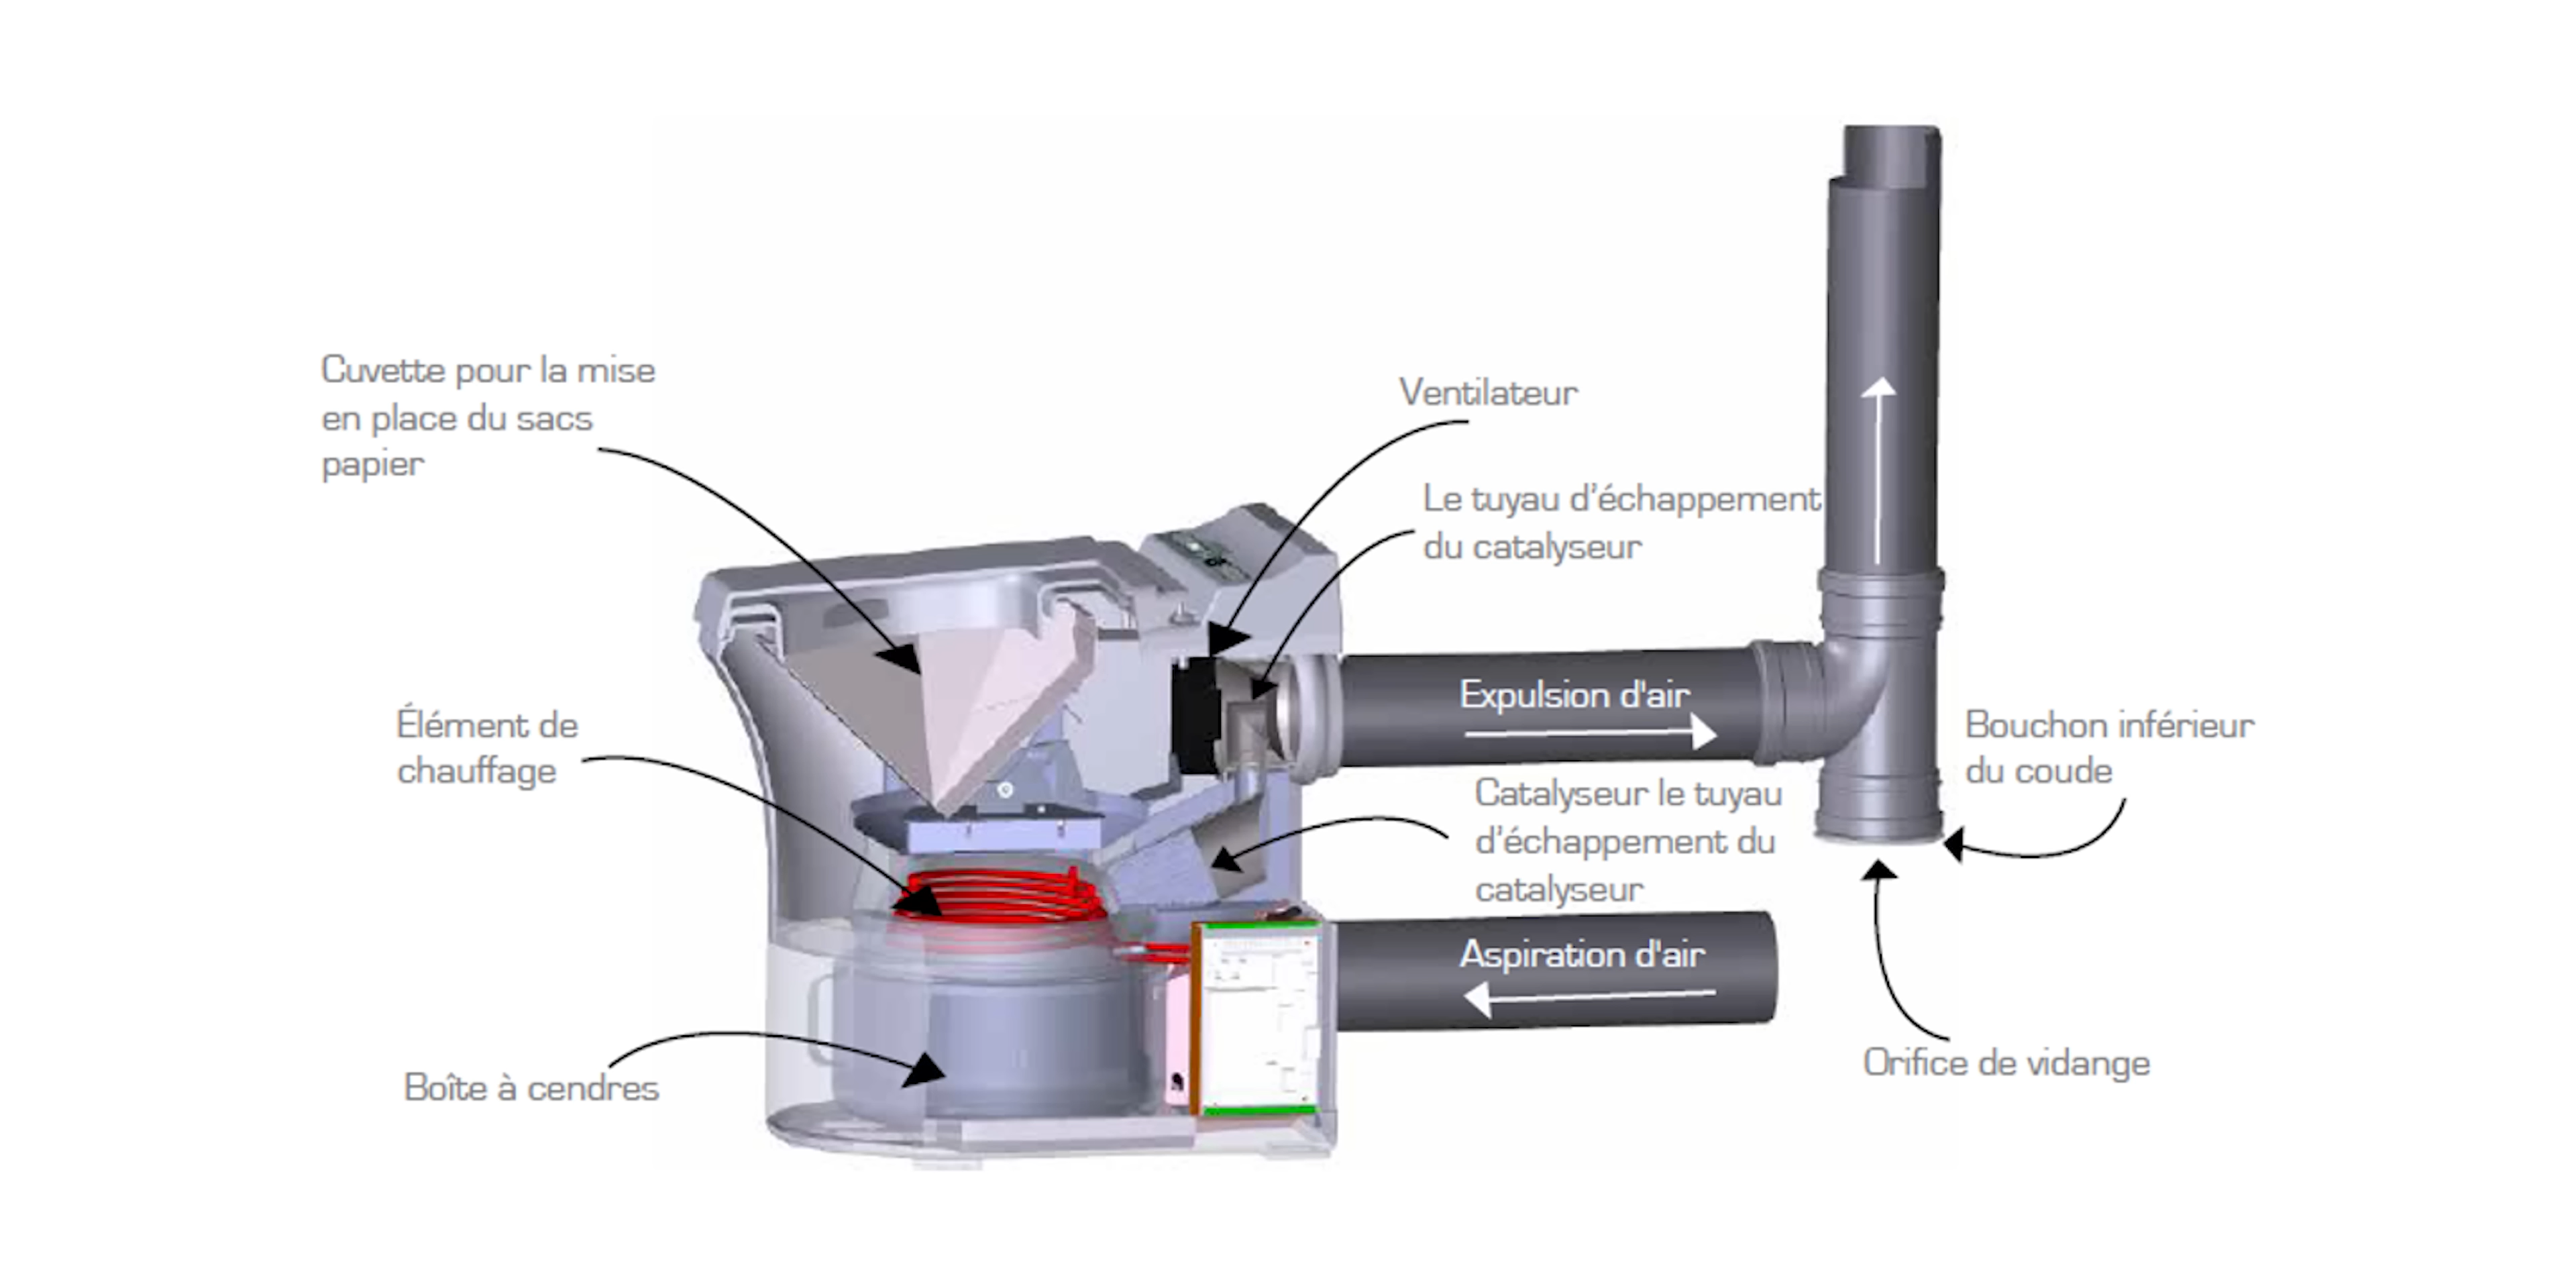 Cuvette pour la mise
en place du sacs
papier
Ventilateur
Le tuyau d'échappement
du catalyseur
Élément de
chauffage
Expulsion d'air
Bouchon inférieur
du coude
Catalyseur le tuyau
d'échappement du
catalyseur
Aspiration d'air
Boîte à cendres
Orifice de vidange